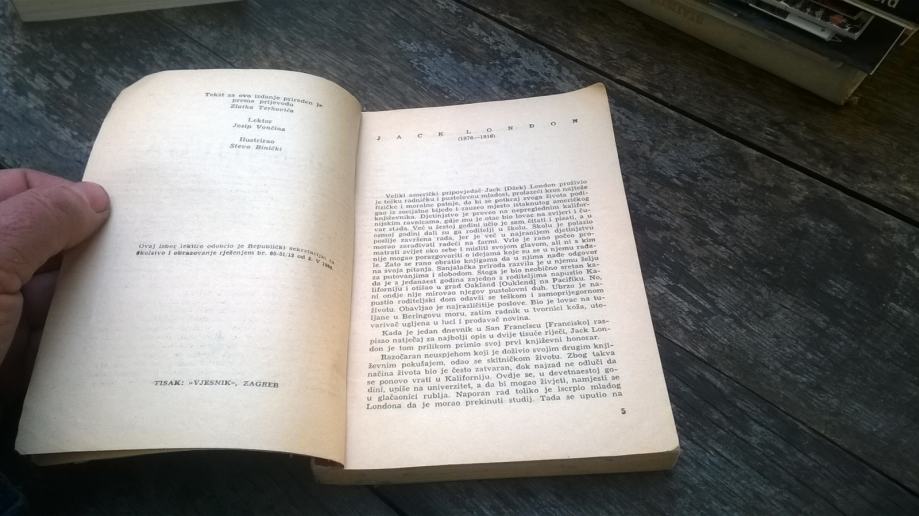 Tekst za ovo izdanje priređen je
prema prijevodu
Zlatka
Lektor
Josip Vončina
Ilustrirao
Stevo Binički
Ovaj izbor lektire odobrio je Republički sekretarijat za
školstvo i obrazovanje rješenjem br. od 2. V
TISAK: »VJESNIK«, ZAGREB
JACK LONDON
(1876—1916)
Veliki američki pripovjedač Jack [Džek] London proživio
je tešku radničku i pustolovnu mladost, prolazeći kroz najteže
fizičke i moralne patnje, da bi se potkraj svoga života podi-
gao iz socijalne bijede i zauzeo mjesto istaknutog američkog
književnika. Djetinjstvo je proveo na nepreglednim kalifor-
nijskim ravnicama, gdje mu je otac bio lovac na zvijeri i ču-
var stada. Već u šestoj godini učio je sam čitati i pisati, a u
osmoj godini dali su ga roditelji u školu. Školu je polazio
poslije završena rada, jer je već u najranijem djetinjstvu
morao zarađivati radeći na farmi. Vrlo je rano počeo pro-
matrati svijet oko sebe i misliti svojom glavom, ali ni s kim
nije mogao porazgovoriti o idejama koje su se u njemu rađa-
le. Zato se rano obratio knjigama da u njima nađe odgovor
na svoja pitanja. Sanjalačka priroda razvila je u njemu želju
za putovanjima i slobodom. Stoga je bio neobično sretan ka-
da je s jedanaest godina zajedno s roditeljima napustio Ka-
liforniju i otišao u grad Oakland [Ouklend] na Pacifiku. No,
ni ondje nije mirovao njegov pustolovni duh. Ubrzo je na-
pustio roditeljski dom odavši se teškom i samoprijegornom
životu. Obavljao je najrazličitije poslove. Bio je lovac na tu-
ljane u Beringovu moru, zatim radnik u tvornici koža, uto-
varivač ugljena u luci i prodavač novina.
Kada je jedan dnevnik u San Franciscu [Francisko] ras-
pisao natječaj za najbolji opis u dvije tisuće riječi, Jack Lon-
don je tom prilikom primio svoj prvi književni honorar.
Razočaran neuspjehom koji je doživio svojim drugim knji-
ževnim pokušajem, odao se skitničkom životu. Zbog takva
načina života bio je često zatvaran, dok najzad ne odluči da
se ponovo vrati u Kaliforniju. Ovdje se, u devetnaestoj go-
dini, upiše na univerzitet, a da bi mogao živjeti, namjesti se
u glačaonici rublja. Naporan rad toliko je iscrpio mladog
Londona da je morao prekinuti studij. Tada se uputio na
5